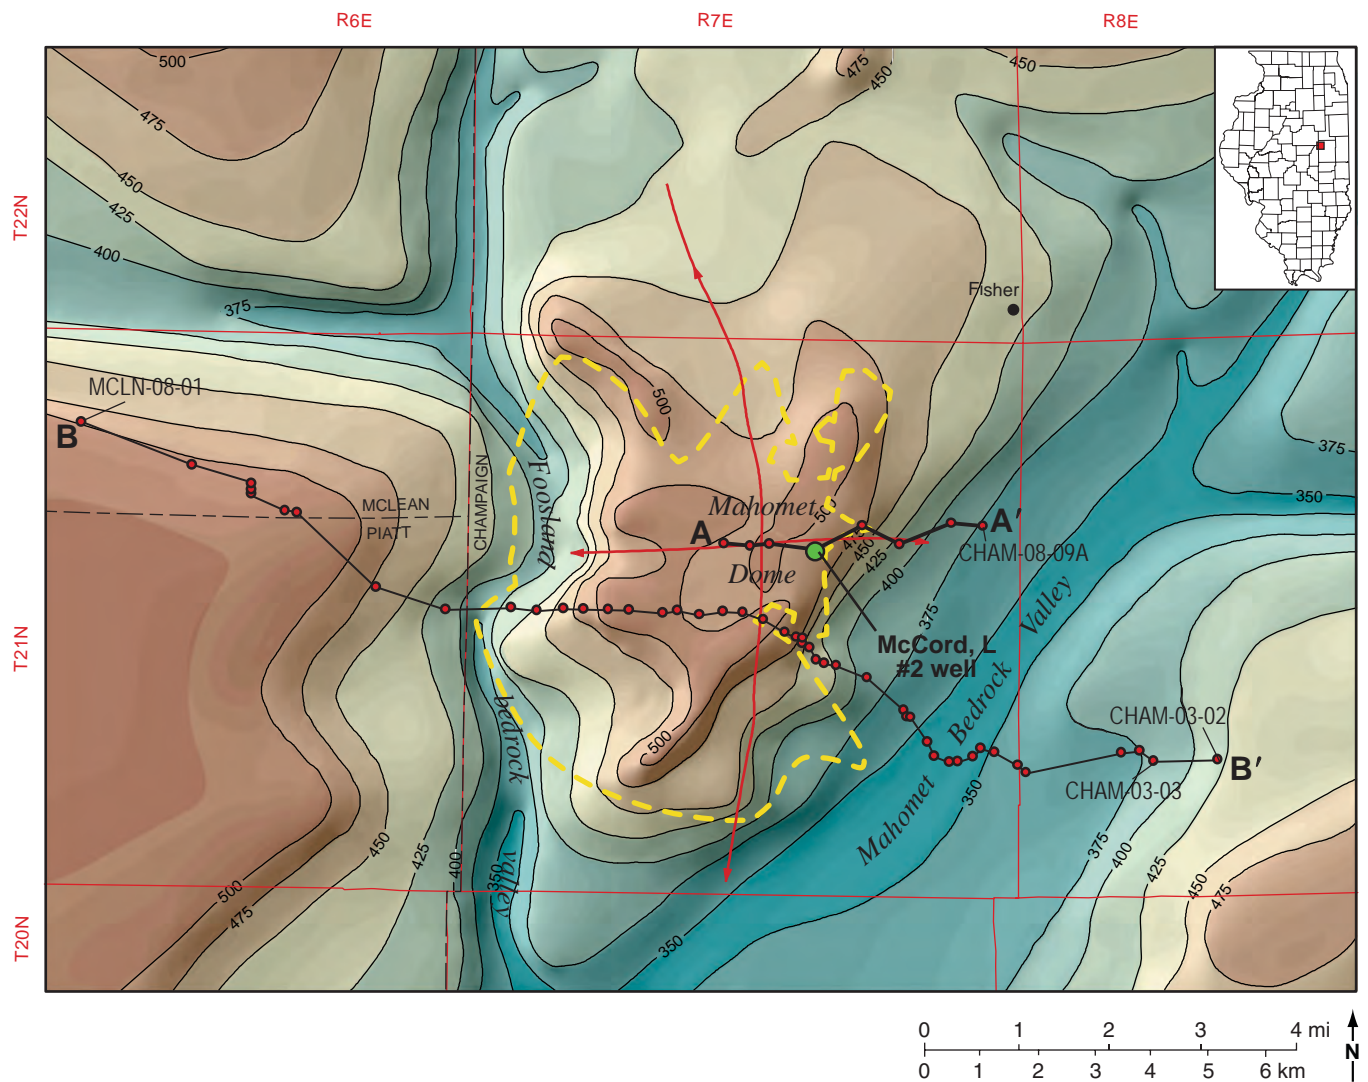 R6E
R7E
R8E
T22N
T21N
T20N
500
475
450
425
400
375
475
450
450
Fisher
MCLN-08-01
B
500
MCLEAN
PIATT
CHAMPAIGN
Foosland
bedrock
valley
Mahomet
Dome
A
A′
CHAM-08-09A
50
475
450
425
400
375
McCord, L
#2 well
Mahomet
Bedrock
Valley
375
350
CHAM-03-02
B′
CHAM-03-03
500
350
375
400
425
450
475
450
425
400
350
500
475
350
0 1 2 3 4 mi
0 1 2 3 4 5 6 km
N